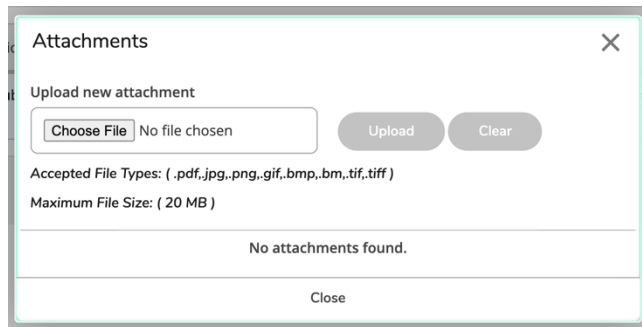 Attachments
Upload new attachment
Choose File No file chosen Upload Clear
Accepted File Types: ( .pdf,.jpg,.png,.gif,.bmp,.bm,.tif,.tiff )
Maximum File Size: ( 20 MB )
No attachments found.
Close